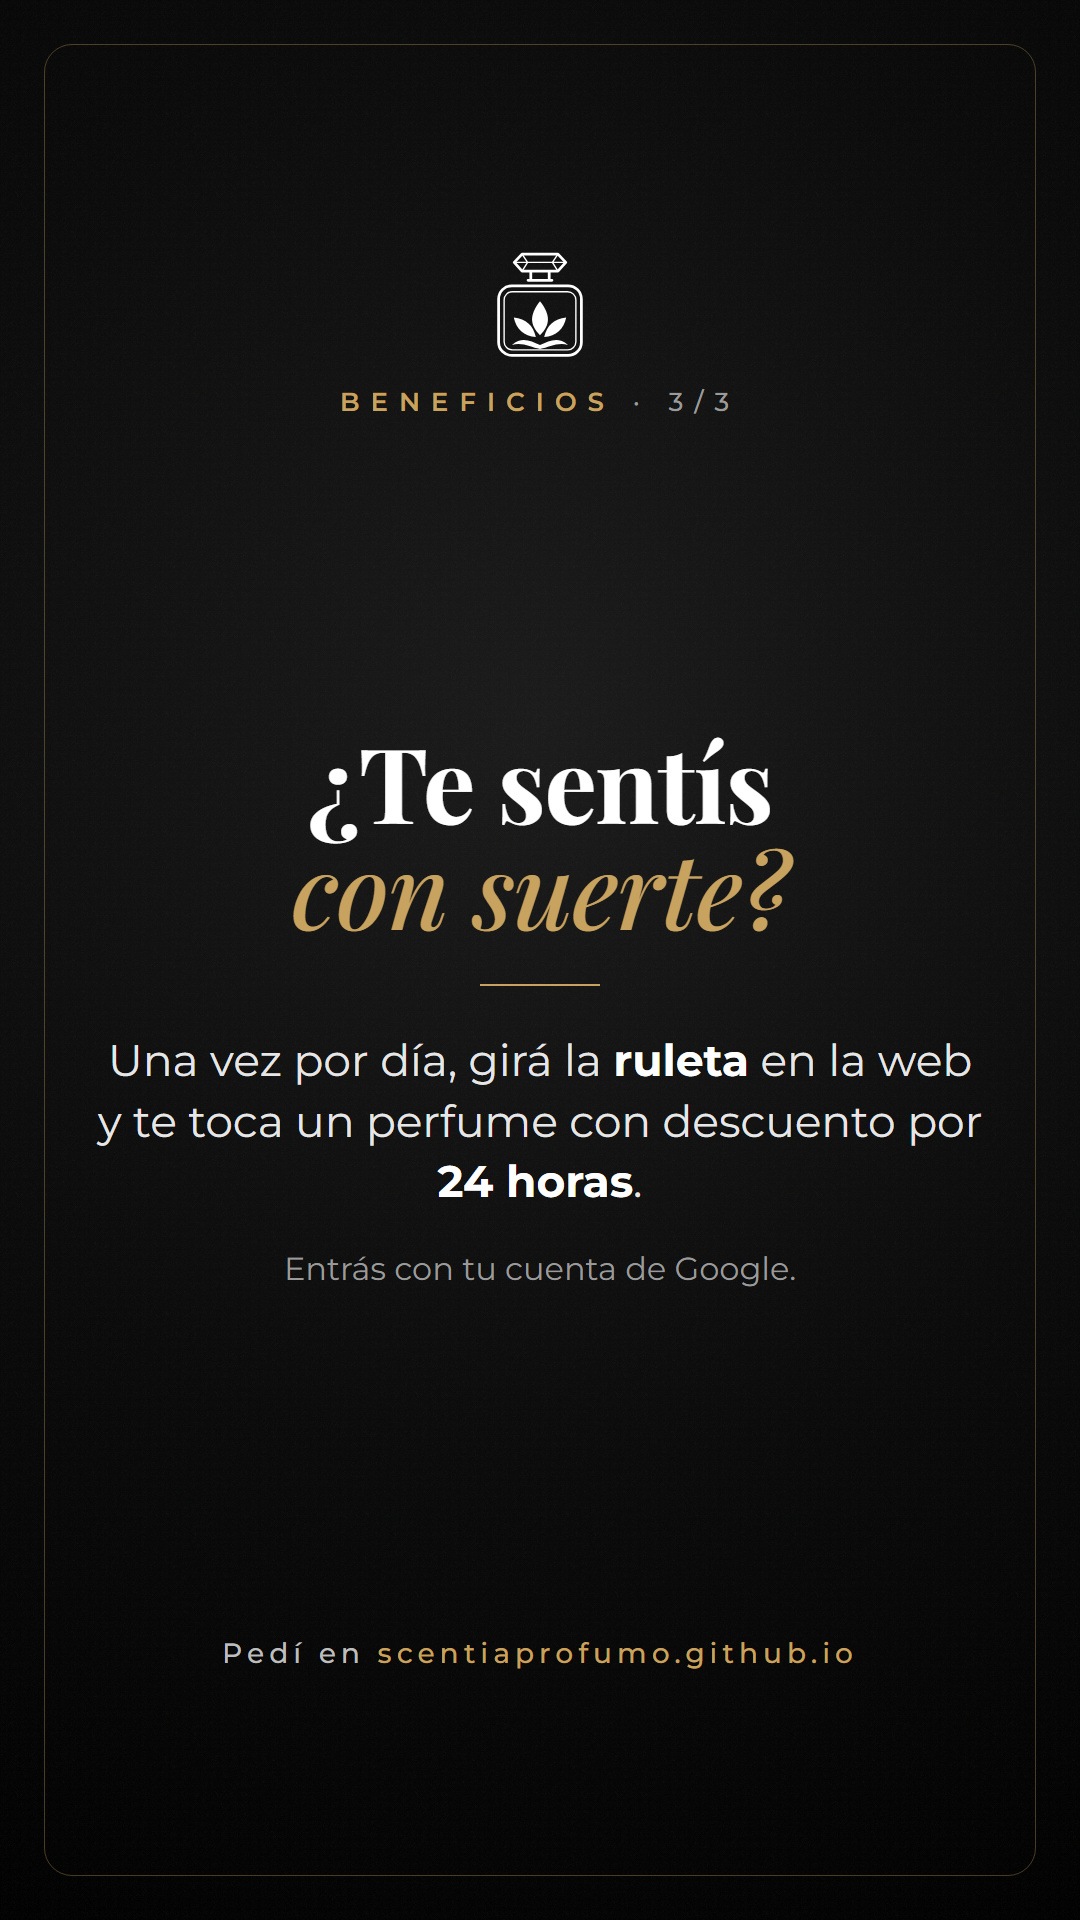 BENEFICIOS · 3/3
¿Te sentís
con suerte?
Una vez por día, girá la ruleta en la web
y te toca un perfume con descuento por
24 horas.
Entrás con tu cuenta de Google.
Pedí en scentiaprofumo.github.io